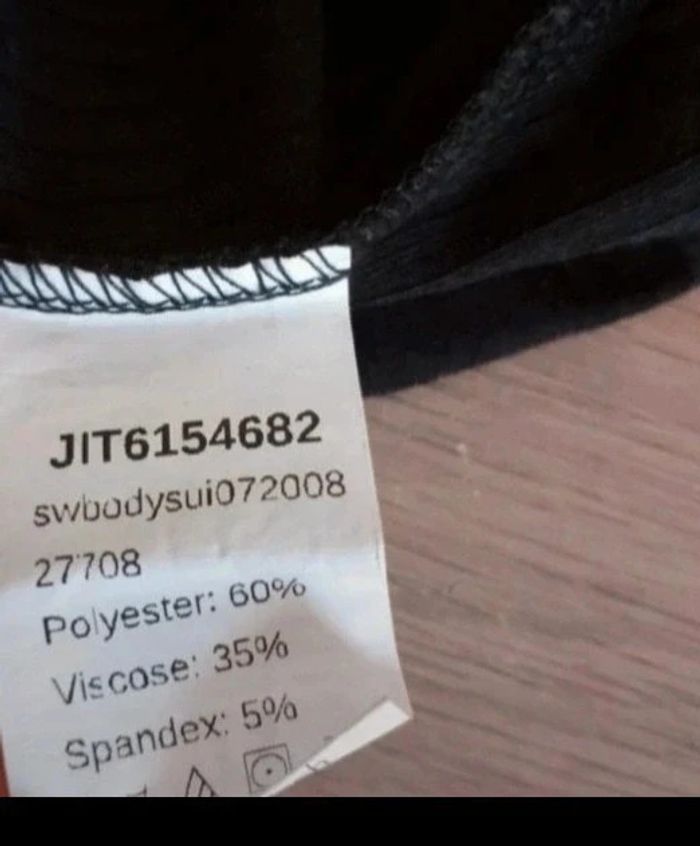 JIT6154682
swbodysui072008
27708
Polyester: 60%
Viscose: 35%
Spandex: 5%